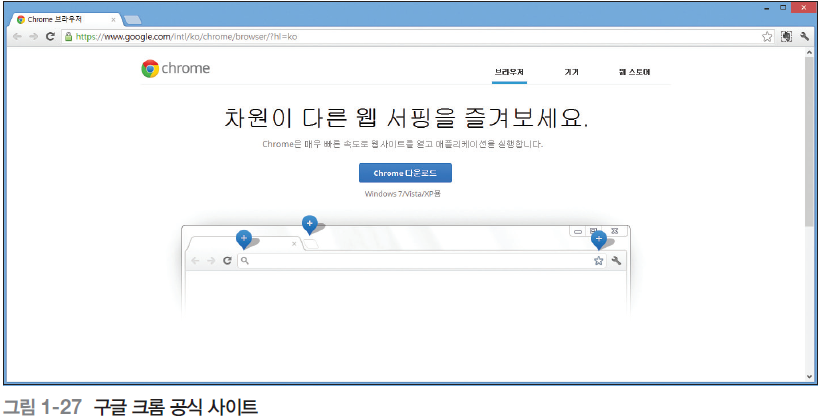 Chrome 브라우저
https://www.google.com/intl/ko/chrome/browser/?hl=ko
chrome
브라우저 기기 웹 스토어
차원이 다른 웹 서핑을 즐겨보세요.
Chrome은 매우 빠른 속도로 웹 사이트를 열고 애플리케이션을 실행합니다.
Chrome 다운로드
Windows 7/Vista/XP용
그림 1-27 구글 크롬 공식 사이트